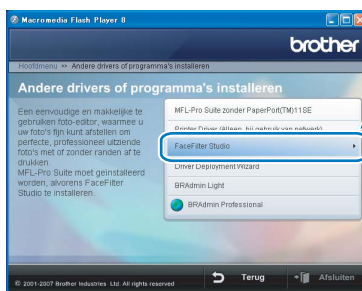 Macromedia Flash Player 8
brother
Hoofdmenu >> Andere drivers of programma's installeren
Andere drivers of programma's installeren
Een eenvoudige en makkelijke te
gebruiken foto-editor, waarmee u
uw foto's fijn kunt afstellen om
perfecte, professioneel uitziende
foto's met of zonder randen af te
drukken.
MFL-Pro Suite moet geïnstalleerd
worden, alvorens FaceFilter
Studio te installeren.
MFL-Pro Suite zonder PaperPort(TM)11SE
Printer Driver (Alleen, bij gebruik van netwerk)
FaceFilter Studio
Driver Deployment Wizard
BRAdmin Light
BRAdmin Professional
© 2001-2007 Brother Industries Ltd. All rights reserved
Terug
Afsluiten